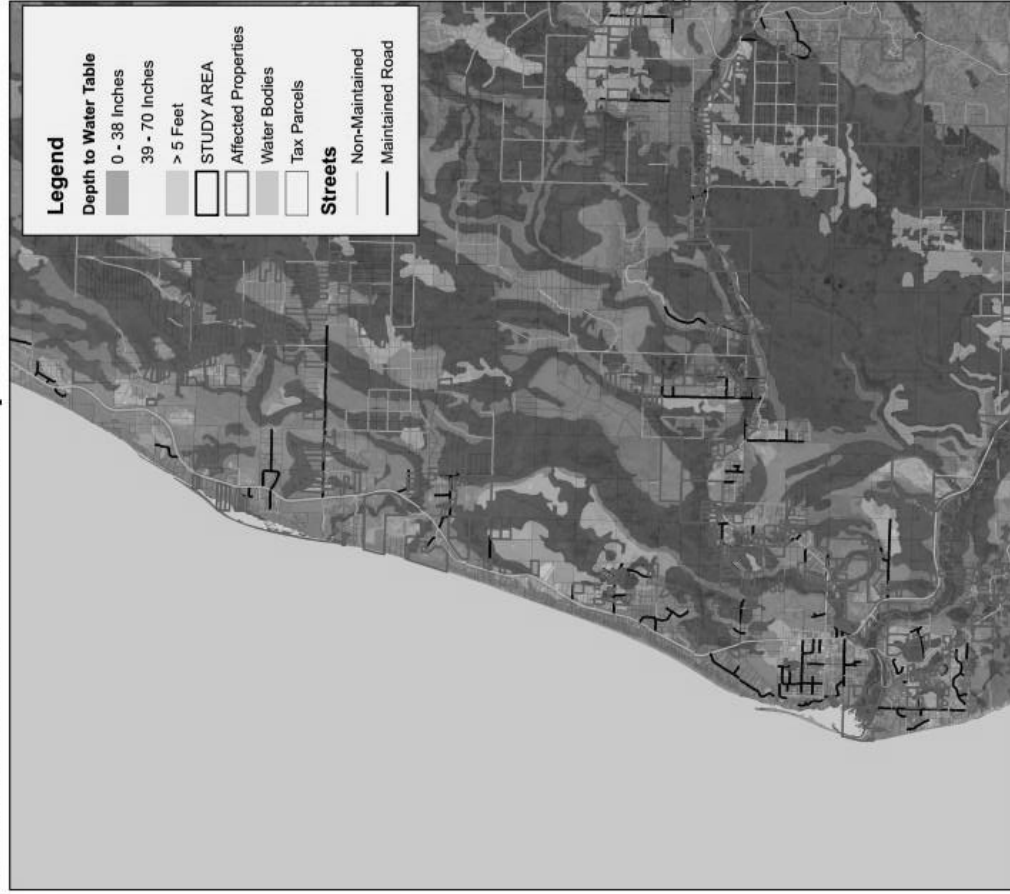 Legend
Depth to Water Table
0 - 38 Inches
39 - 70 Inches
> 5 Feet
STUDY AREA
Affected Properties
Water Bodies
Tax Parcels
Streets
Non-Maintained
Maintained Road